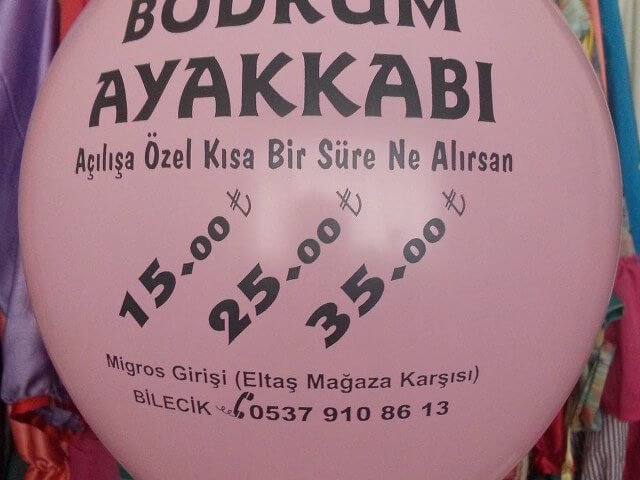 BODRUM
AYAKKABI
Açılışa Özel Kısa Bir Süre Ne Alırsan
15.00 ₺
25.00 ₺
35.00 ₺
Migros Girişi (Eltaş Mağaza Karşısı)
BİLECİK 0537 910 86 13